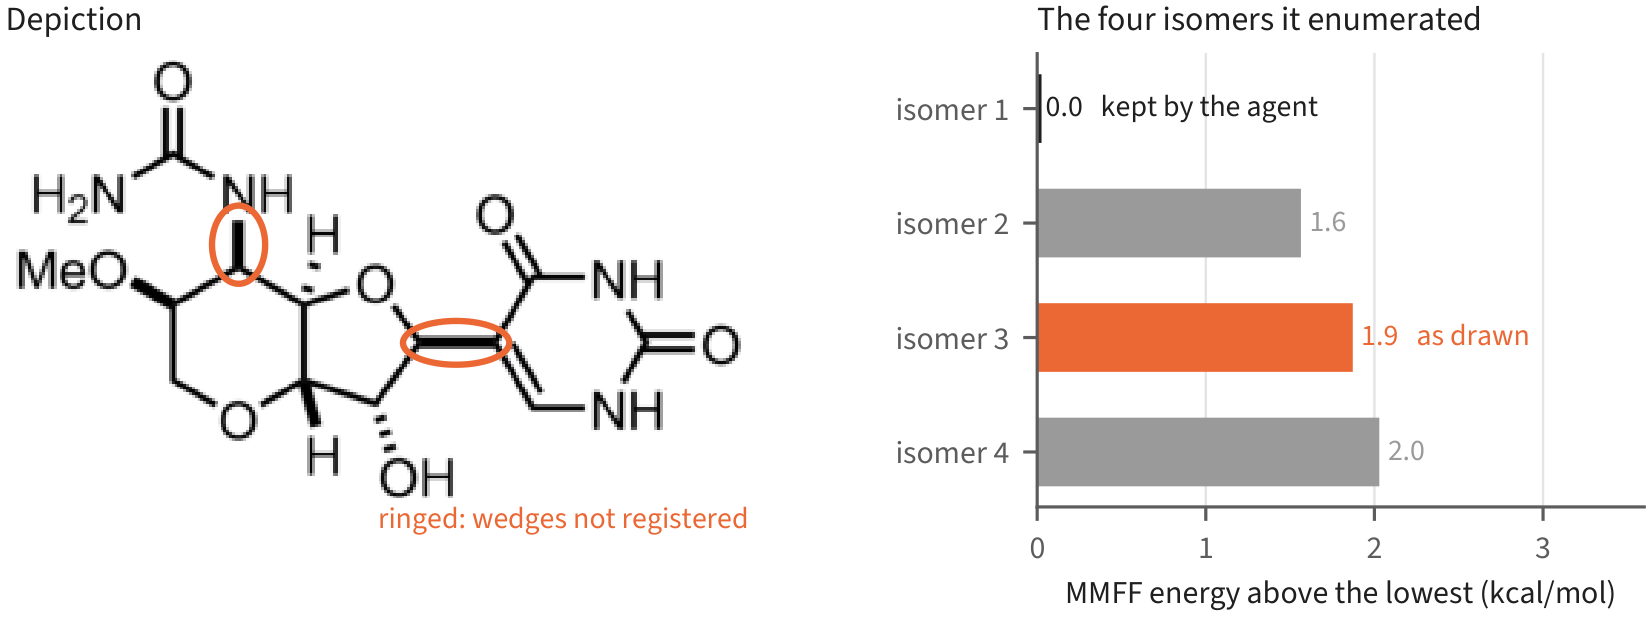 Depiction
O
H₂N
NH
H
MeO
O
O
NH
O
O
NH
H
OH
ringed: wedges not registered
The four isomers it enumerated
isomer 1
0.0 kept by the agent
isomer 2
1.6
isomer 3
1.9 as drawn
isomer 4
2.0
0 1 2 3
MMFF energy above the lowest (kcal/mol)